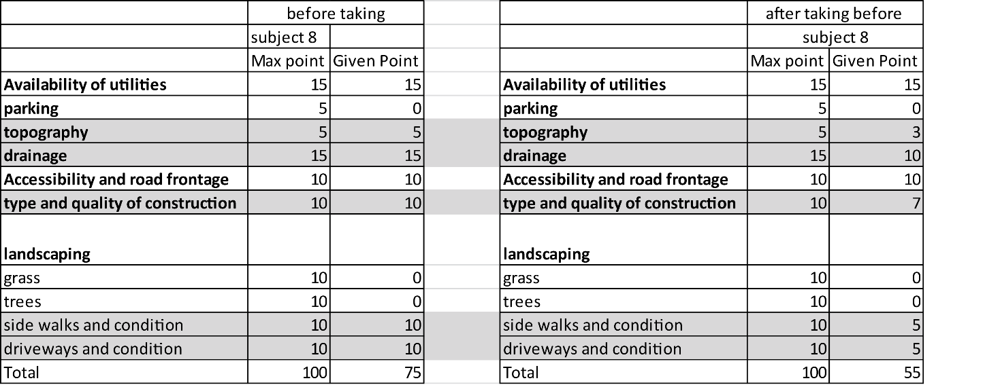 before taking after taking before
subject 8 subject 8
Max point Given Point Max point Given Point
Availability of utilities 15 15 Availability of utilities 15 15
parking 5 0 parking 5 0
topography 5 5 topography 5 3
drainage 15 15 drainage 15 10
Accessibility and road frontage 10 10 Accessibility and road frontage 10 10
type and quality of construction 10 10 type and quality of construction 10 7
landscaping landscaping
grass 10 0 grass 10 0
trees 10 0 trees 10 0
side walks and condition 10 10 side walks and condition 10 5
driveways and condition 10 10 driveways and condition 10 5
Total 100 75 Total 100 55